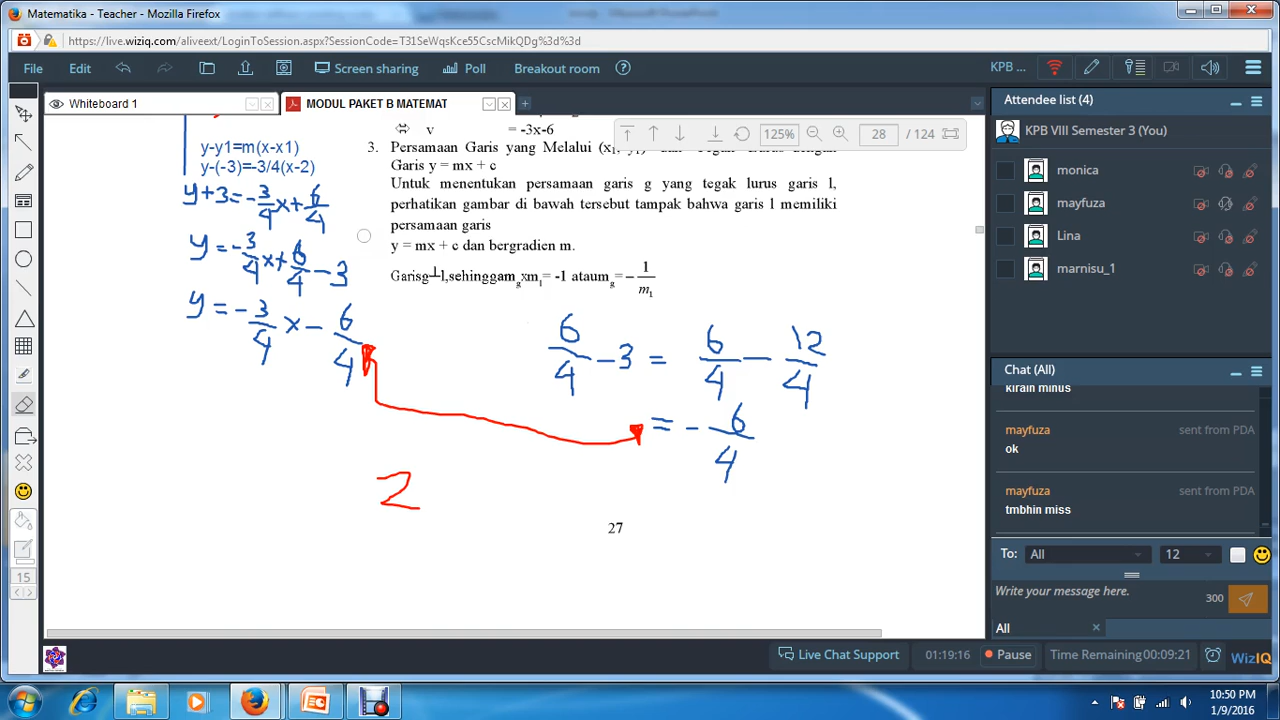 Matematika - Teacher - Mozilla Firefox
https://live.wiziq.com/aliveext/LoginToSession.aspx?SessionCode=T31SeWqsKce55CscMikQDg%3d%3d
File Edit Screen sharing Poll Breakout room KPB ...
Whiteboard 1 MODUL PAKET B MATEMAT
125% 28 / 124
⇔ v = -3x-6
3. Persamaan Garis yang Melalui (x1, y1) dan Tegak Lurus dengan
Garis y = mx + c
Untuk menentukan persamaan garis g yang tegak lurus garis l,
perhatikan gambar di bawah tersebut tampak bahwa garis l memiliki
persamaan garis
y = mx + c dan bergradien m.
Garisg┴l,sehinggam_g xm_l= -1 ataum_g = -1/m_1
y-y1=m(x-x1)
y-(-3)=-3/4(x-2)
y+3=-3/4x+6/4
y=-3/4x+6/4-3
y=-3/4x-6/4
6/4-3 = 6/4-12/4
= -6/4
2
27
15
Attendee list (4)
KPB VIII Semester 3 (You)
monica
mayfuza
Lina
marnisu_1
Chat (All)
kirain minus
mayfuza sent from PDA
ok
mayfuza sent from PDA
tmbhin miss
To: All 12
Write your message here. 300
All
Live Chat Support 01:19:16 Pause Time Remaining 00:09:21 WizIQ
10:50 PM
1/9/2016